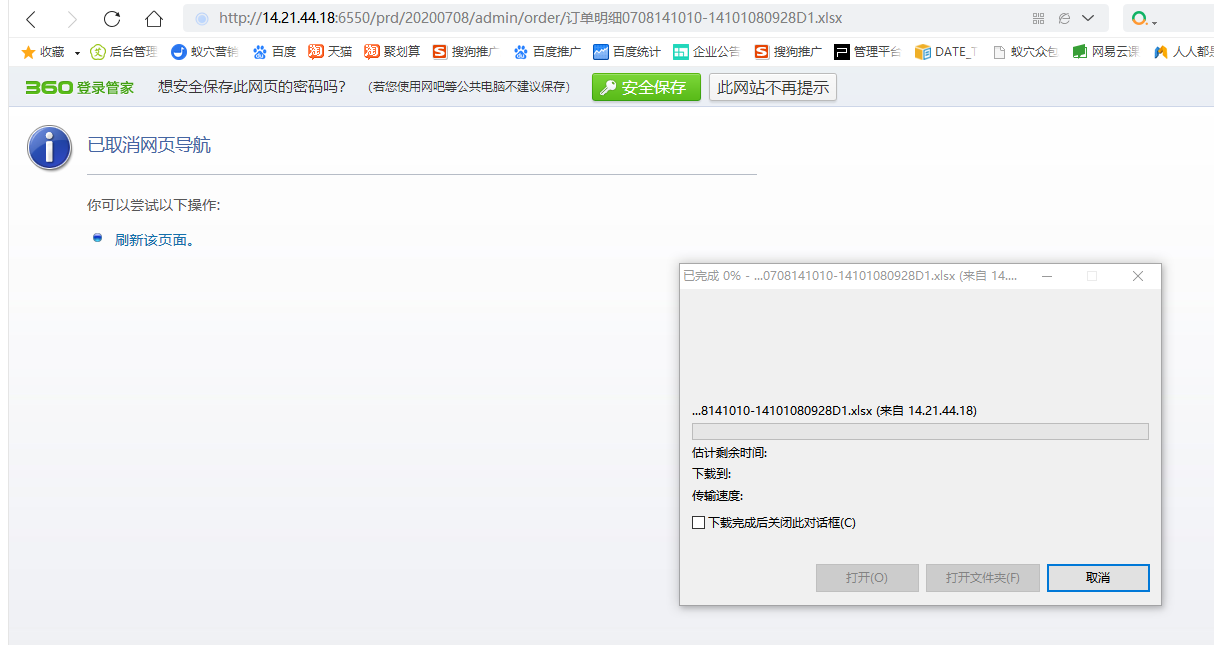 http://14.21.44.18:6550/prd/20200708/admin/order/订单明细0708141010-14101080928D1.xlsx
收藏 后台管理 蚁穴营销 百度 天猫 聚划算 搜狗推广 百度推广 百度统计 企业公告 搜狗推广 管理平台 DATE_T 蚁穴众包 网易云课 人人都是
360 登录管家 想安全保存此网页的密码吗? (若您使用网吧等公共电脑不建议保存) 安全保存 此网站不再提示
已取消网页导航
你可以尝试以下操作:
刷新该页面。
已完成 0% - ...0708141010-14101080928D1.xlsx (来自 14....
...8141010-14101080928D1.xlsx (来自 14.21.44.18)
估计剩余时间:
下载到:
传输速度:
下载完成后关闭此对话框(C)
打开(O) 打开文件夹(F) 取消